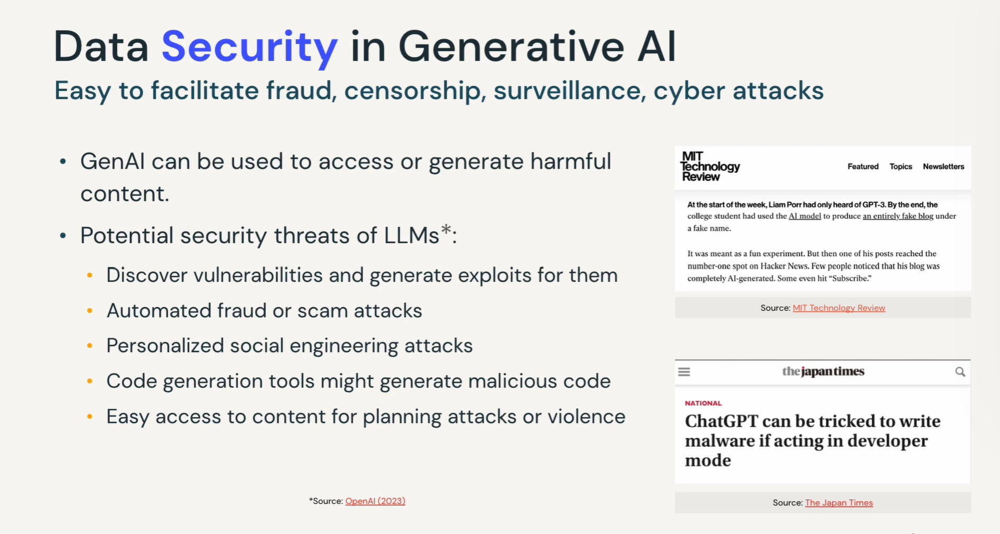 Data Security in Generative AI
Easy to facilitate fraud, censorship, surveillance, cyber attacks
• GenAI can be used to access or generate harmful
content.
• Potential security threats of LLMs*:
• Discover vulnerabilities and generate exploits for them
• Automated fraud or scam attacks
• Personalized social engineering attacks
• Code generation tools might generate malicious code
• Easy access to content for planning attacks or violence
*Source: OpenAI (2023)
MIT
Technology
Review
Featured Topics Newsletters
At the start of the week, Liam Porr had only heard of GPT-3. By the end, the
college student had used the AI model to produce an entirely fake blog under
a fake name.
It was meant as a fun experiment. But then one of his posts reached the
number-one spot on Hacker News. Few people noticed that his blog was
completely AI-generated. Some even hit “Subscribe.”
Source: MIT Technology Review
the japan times
NATIONAL
ChatGPT can be tricked to write
malware if acting in developer
mode
Source: The Japan Times